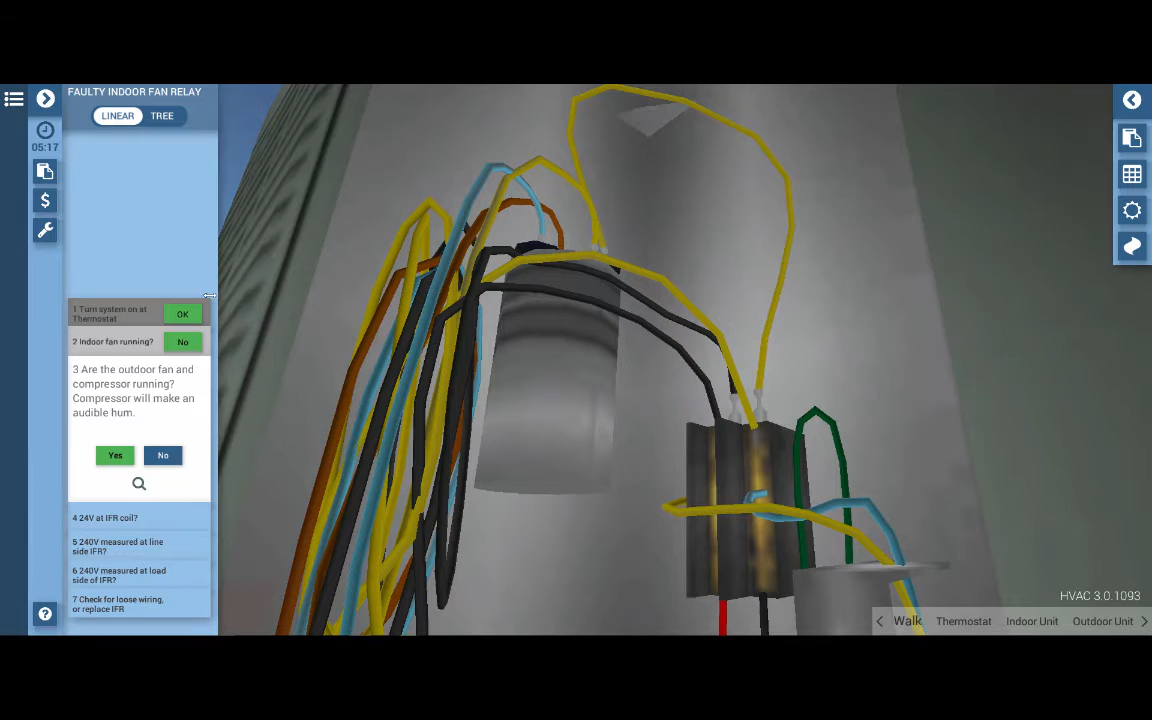 FAULTY INDOOR FAN RELAY
LINEAR
TREE
05:17
$
1 Turn system on at
Thermostat
OK
2 Indoor fan running?
No
3 Are the outdoor fan and
compressor running?
Compressor will make an
audible hum.
Yes
No
4 24V at IFR coil?
5 240V measured at line
side IFR?
6 240V measured at load
side of IFR?
7 Check for loose wiring,
or replace IFR
?
HVAC 3.0.1093
Walk
Thermostat
Indoor Unit
Outdoor Unit